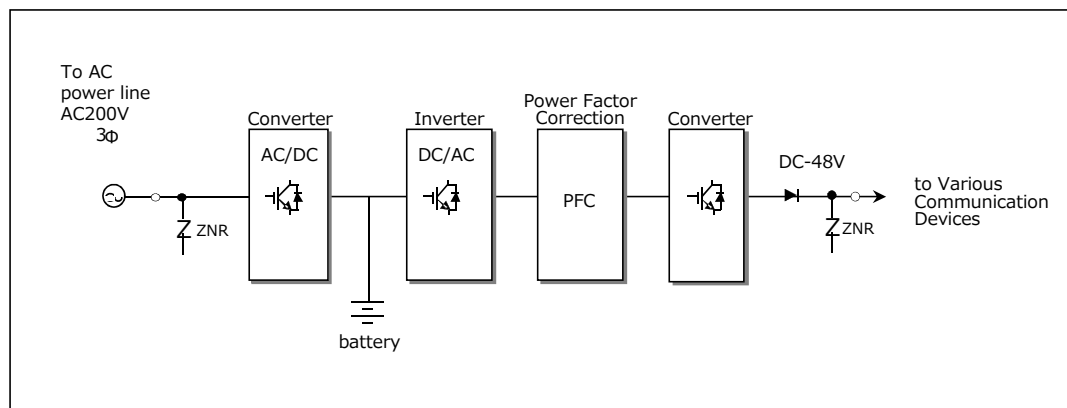 To AC
power line
AC200V
3Φ
Converter
AC/DC
Inverter
DC/AC
Power Factor
Correction
PFC
Converter
DC-48V
to Various
Communication
Devices
ZNR
ZNR
battery